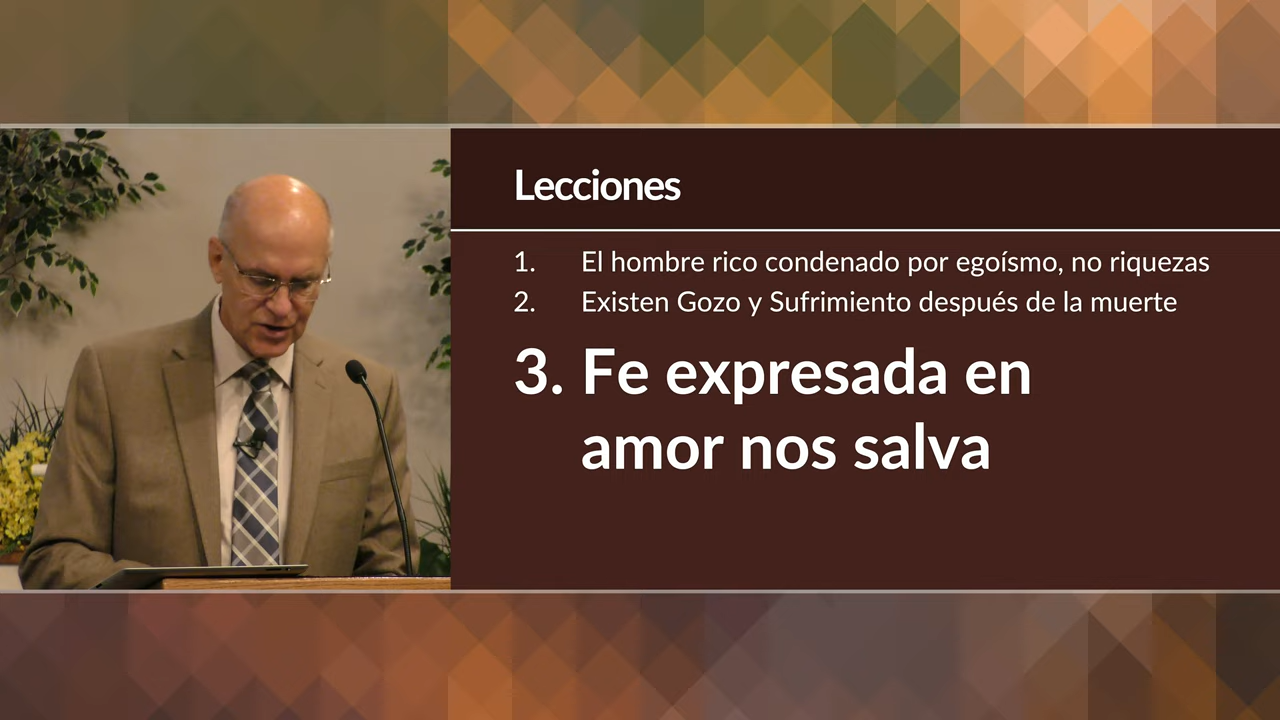 Lecciones
1. El hombre rico condenado por egoísmo, no riquezas
2. Existen Gozo y Sufrimiento después de la muerte
3. Fe expresada en
amor nos salva